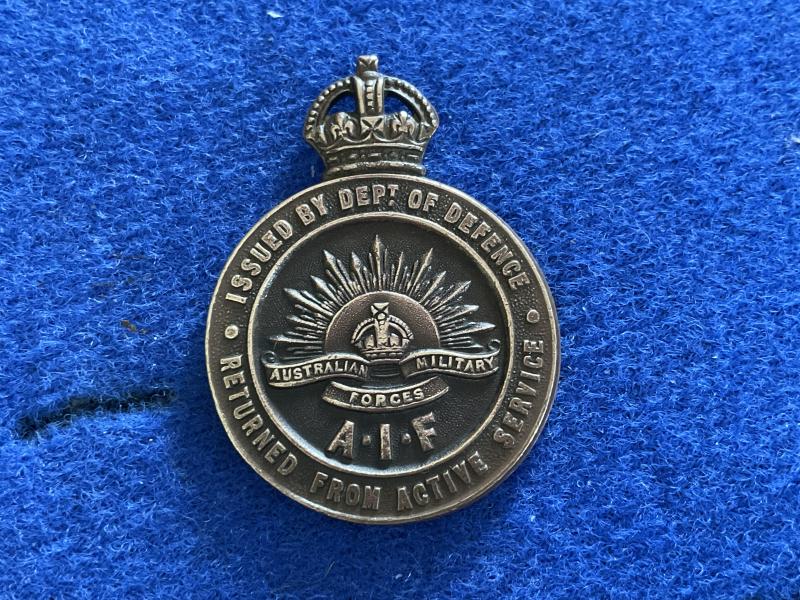 ISSUED BY DEPT OF DEFENCE
AUSTRALIAN MILITARY
FORCES
A·I·F
RETURNED FROM ACTIVE SERVICE